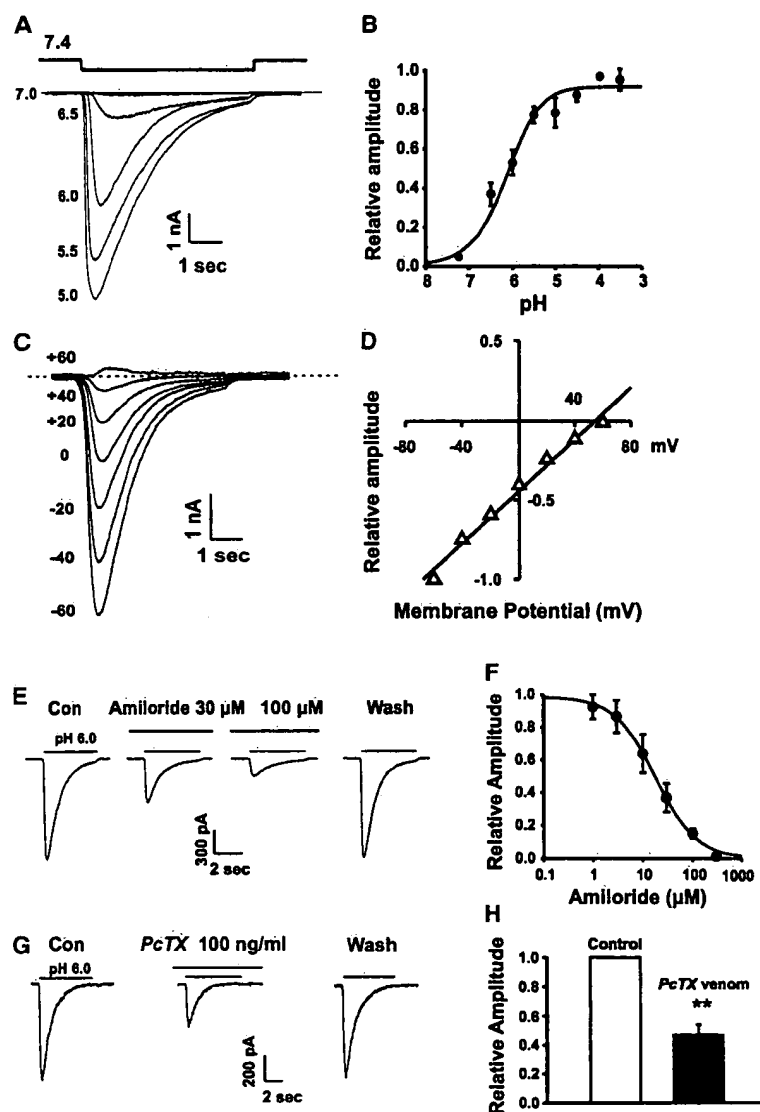 A
7.4
7.0
6.5
6.0
5.5
5.0
1 nA
1 sec
B
Relative amplitude
1.0
0.8
0.6
0.4
0.2
0.0
8 7 6 5 4 3
pH
C
+60
+40
+20
0
-20
-40
-60
1 nA
1 sec
D
Relative amplitude
0.5
40
-80 -40 80 mV
-0.5
-1.0
Membrane Potential (mV)
E
Con Amiloride 30 µM 100 µM Wash
pH 6.0
300 pA
2 sec
F
Relative Amplitude
1.0
0.8
0.6
0.4
0.2
0.0
0.1 1 10 100 1000
Amiloride (µM)
G
Con PcTX 100 ng/ml Wash
pH 6.0
200 pA
2 sec
H
Relative Amplitude
1.0
0.8
0.6
0.4
0.2
0.0
Control
PcTX venom
**